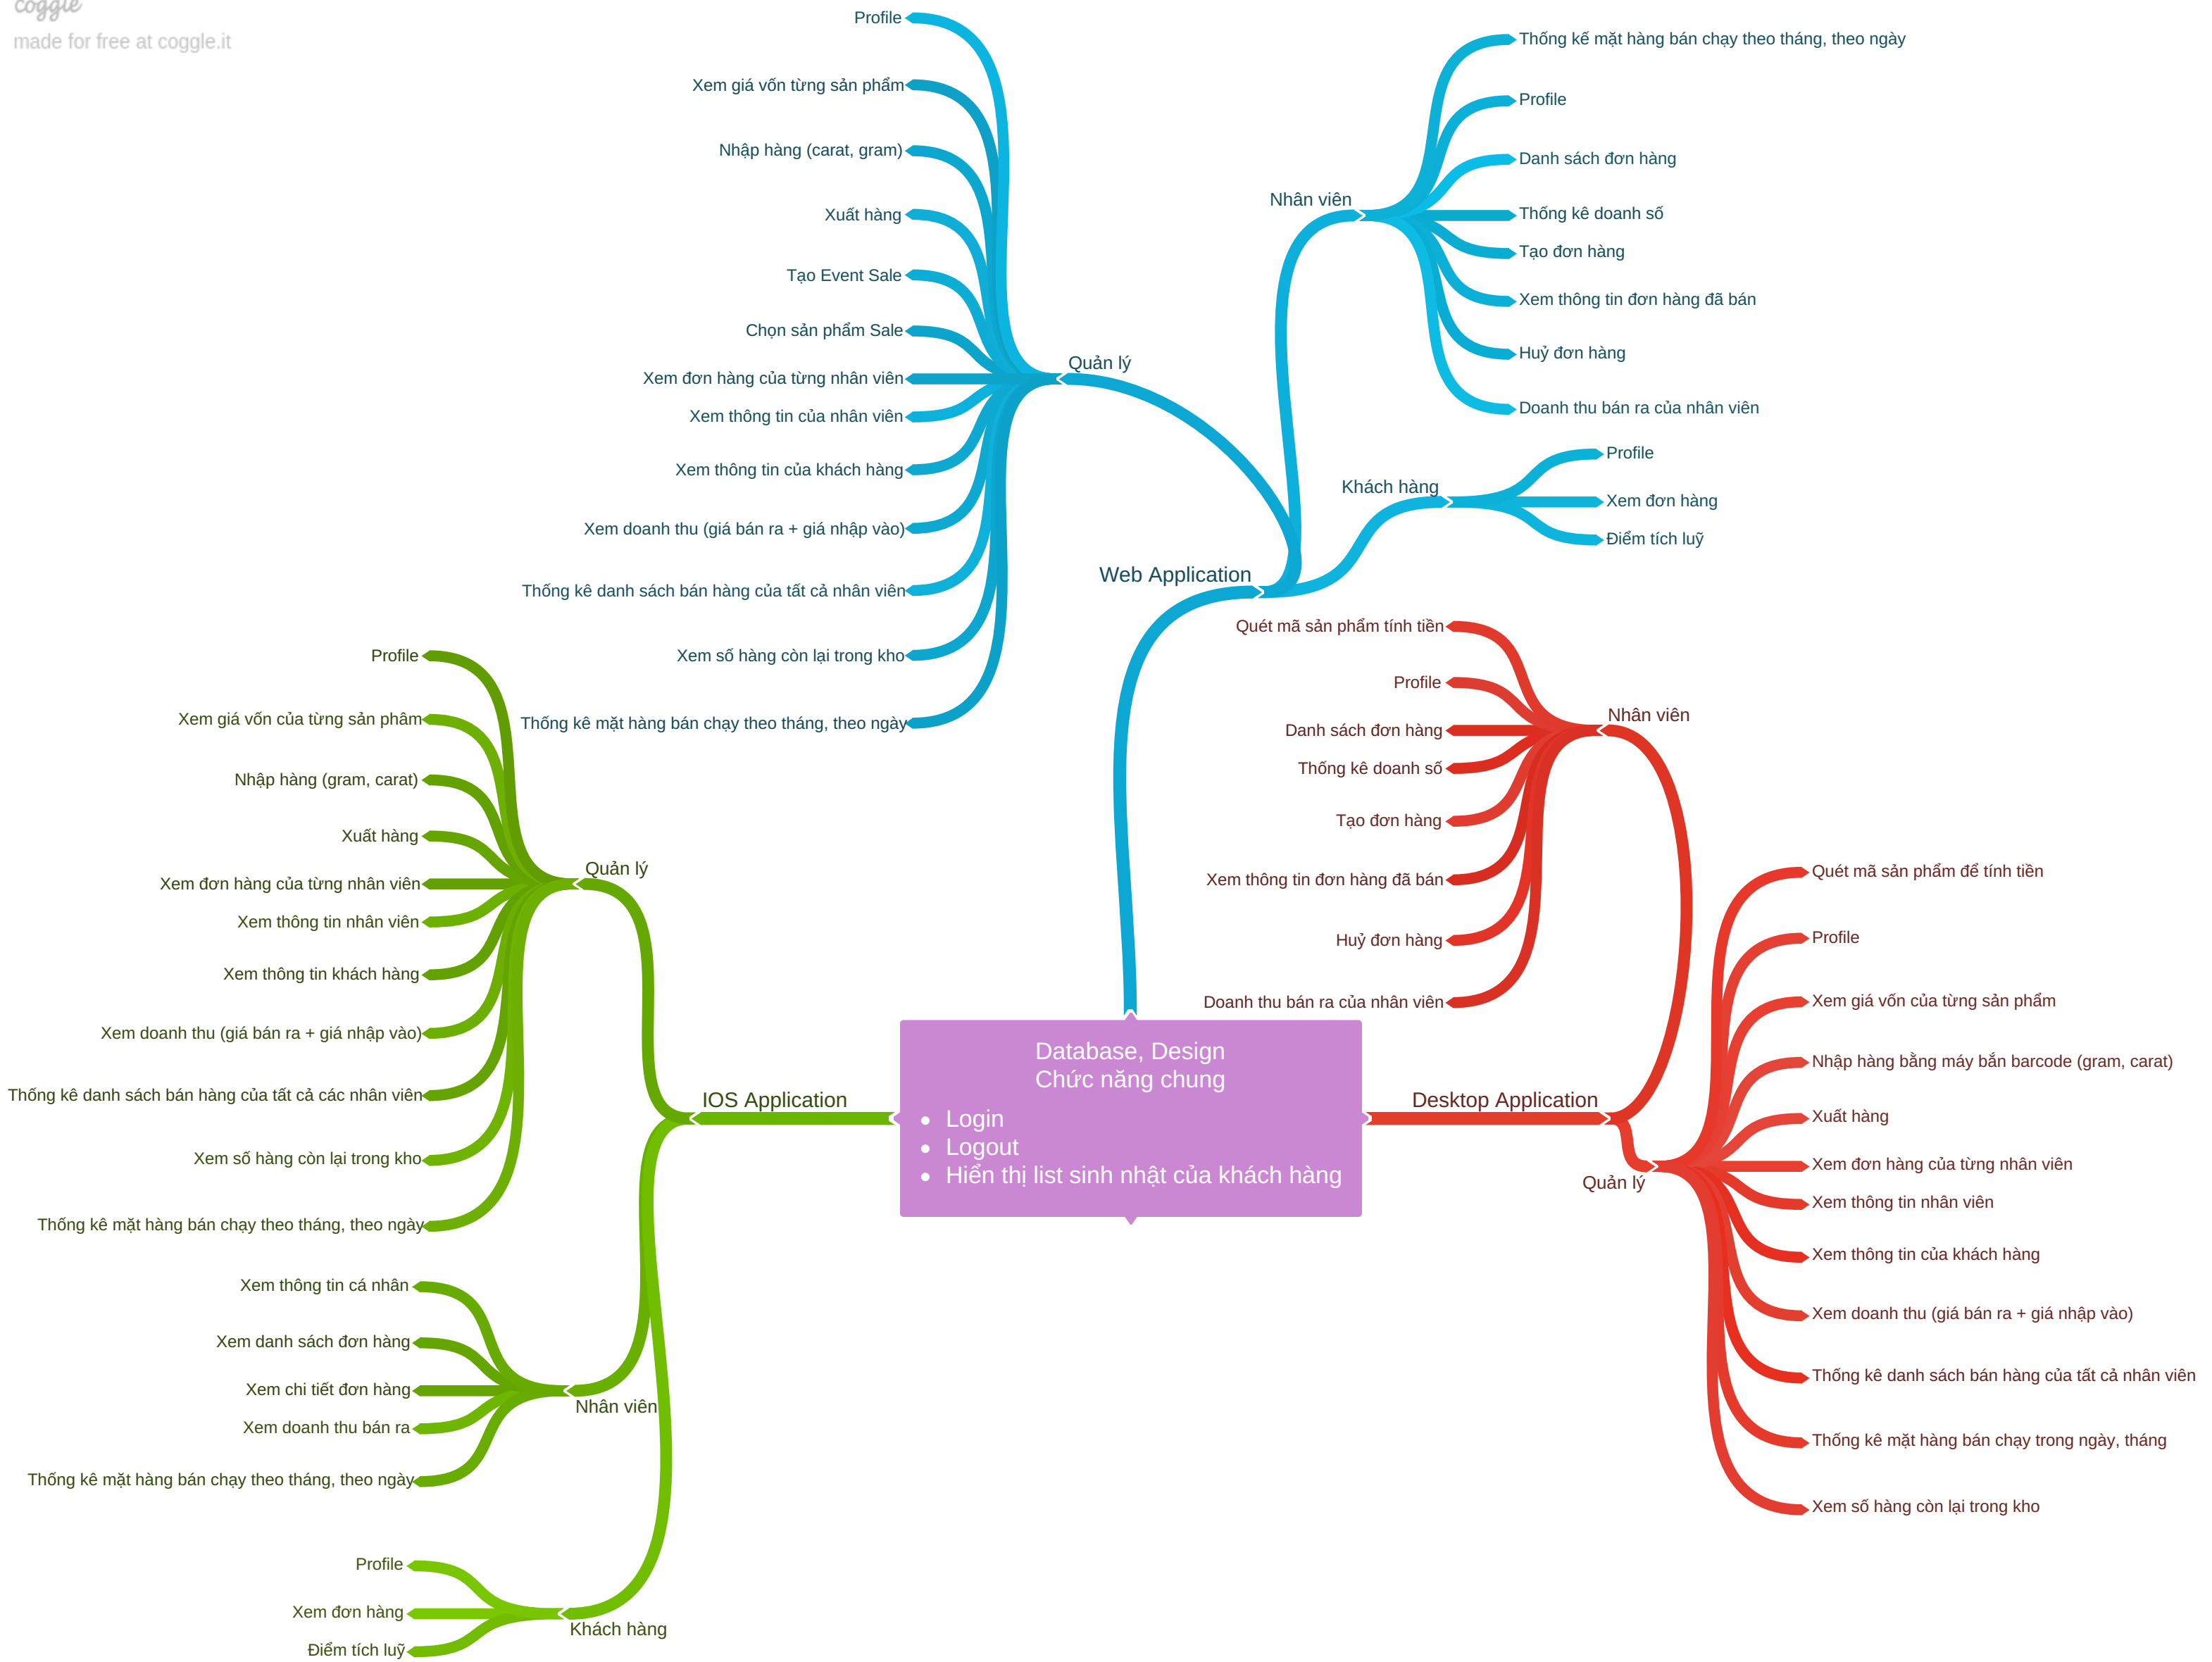 coggle
made for free at coggle.it
Profile
Xem giá vốn từng sản phẩm
Nhập hàng (carat, gram)
Xuất hàng
Tạo Event Sale
Chọn sản phẩm Sale
Xem đơn hàng của từng nhân viên
Xem thông tin của nhân viên
Xem thông tin của khách hàng
Xem doanh thu (giá bán ra + giá nhập vào)
Thống kê danh sách bán hàng của tất cả nhân viên
Xem số hàng còn lại trong kho
Thống kê mặt hàng bán chạy theo tháng, theo ngày
Quản lý
Nhân viên
Thống kế mặt hàng bán chạy theo tháng, theo ngày
Profile
Danh sách đơn hàng
Thống kê doanh số
Tạo đơn hàng
Xem thông tin đơn hàng đã bán
Huỷ đơn hàng
Doanh thu bán ra của nhân viên
Khách hàng
Profile
Xem đơn hàng
Điểm tích luỹ
Web Application
Quét mã sản phẩm tính tiền
Profile
Danh sách đơn hàng
Thống kê doanh số
Tạo đơn hàng
Xem thông tin đơn hàng đã bán
Huỷ đơn hàng
Doanh thu bán ra của nhân viên
Nhân viên
Desktop Application
Quản lý
Quét mã sản phẩm để tính tiền
Profile
Xem giá vốn của từng sản phẩm
Nhập hàng bằng máy bắn barcode (gram, carat)
Xuất hàng
Xem đơn hàng của từng nhân viên
Xem thông tin nhân viên
Xem thông tin của khách hàng
Xem doanh thu (giá bán ra + giá nhập vào)
Thống kê danh sách bán hàng của tất cả nhân viên
Thống kê mặt hàng bán chạy trong ngày, tháng
Xem số hàng còn lại trong kho
Database, Design
Chức năng chung
• Login
• Logout
• Hiển thị list sinh nhật của khách hàng
IOS Application
Quản lý
Profile
Xem giá vốn của từng sản phâm
Nhập hàng (gram, carat)
Xuất hàng
Xem đơn hàng của từng nhân viên
Xem thông tin nhân viên
Xem thông tin khách hàng
Xem doanh thu (giá bán ra + giá nhập vào)
Thống kê danh sách bán hàng của tất cả các nhân viên
Xem số hàng còn lại trong kho
Thống kê mặt hàng bán chạy theo tháng, theo ngày
Xem thông tin cá nhân
Xem danh sách đơn hàng
Xem chi tiết đơn hàng
Xem doanh thu bán ra
Thống kê mặt hàng bán chạy theo tháng, theo ngày
Nhân viên
Profile
Xem đơn hàng
Điểm tích luỹ
Khách hàng